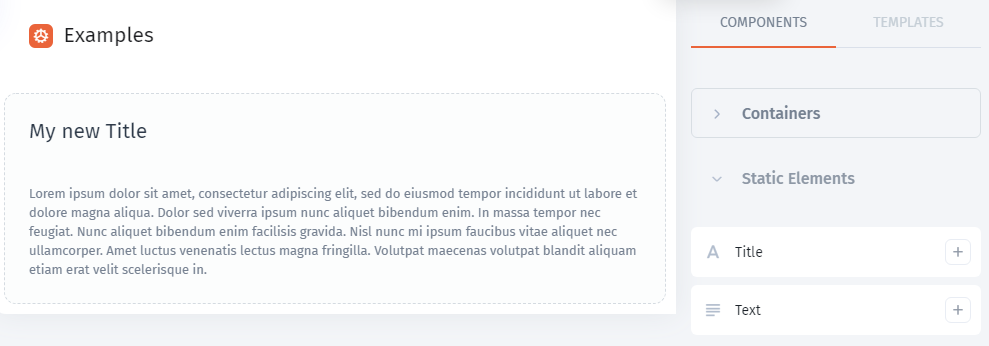 Examples
My new Title
Lorem ipsum dolor sit amet, consectetur adipiscing elit, sed do eiusmod tempor incididunt ut labore et
dolore magna aliqua. Dolor sed viverra ipsum nunc aliquet bibendum enim. In massa tempor nec
feugiat. Nunc aliquet bibendum enim facilisis gravida. Nisl nunc mi ipsum faucibus vitae aliquet nec
ullamcorper. Amet luctus venenatis lectus magna fringilla. Volutpat maecenas volutpat blandit aliquam
etiam erat velit scelerisque in.
COMPONENTS
TEMPLATES
Containers
Static Elements
Title
Text